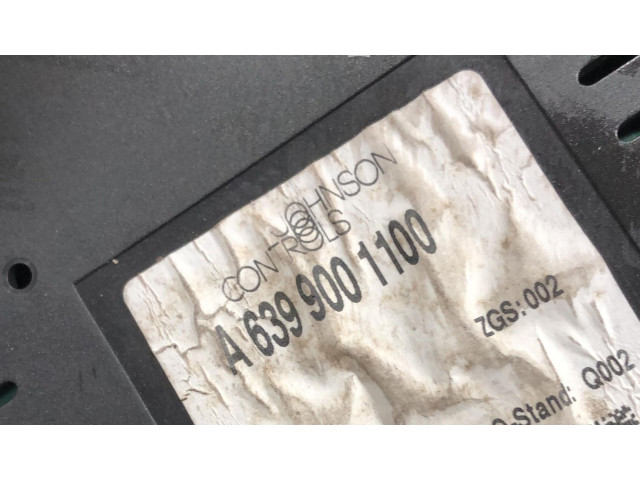 JOHNSON
CONTROLS
A 639 900 1100
ZGS: 002
Q-Stand: Q002